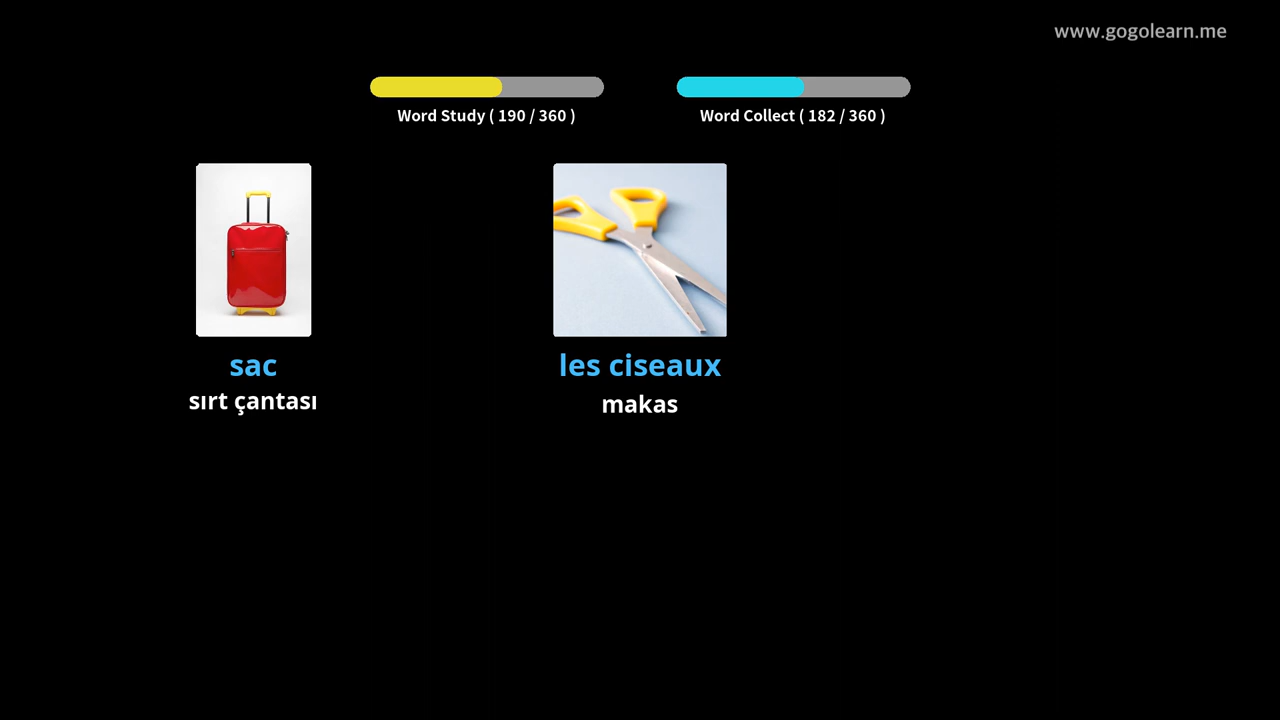 www.gogolearn.me
Word Study ( 190 / 360 )
Word Collect ( 182 / 360 )
sac
sırt çantası
les ciseaux
makas